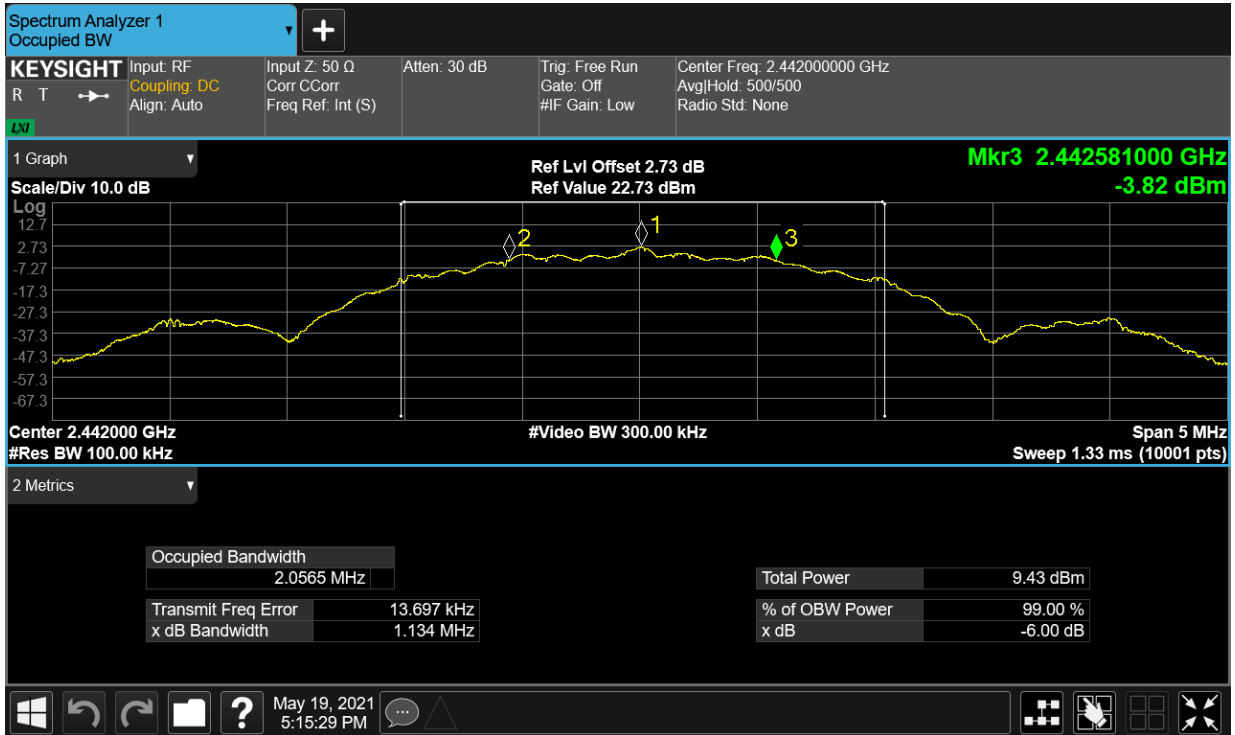 Spectrum Analyzer 1
Occupied BW
▼
+
KEYSIGHT
R T
LXI
Input: RF
Coupling: DC
Align: Auto
Input Z: 50 Ω
Corr CCorr
Freq Ref: Int (S)
Atten: 30 dB
Trig: Free Run
Gate: Off
#IF Gain: Low
Center Freq: 2.442000000 GHz
Avg|Hold: 500/500
Radio Std: None
1 Graph
Scale/Div 10.0 dB
Ref Lvl Offset 2.73 dB
Ref Value 22.73 dBm
Mkr3 2.442581000 GHz
-3.82 dBm
Log
12.7
2.73
-7.27
-17.3
-27.3
-37.3
-47.3
-57.3
-67.3
2
1
3
Center 2.442000 GHz
#Res BW 100.00 kHz
#Video BW 300.00 kHz
Span 5 MHz
Sweep 1.33 ms (10001 pts)
2 Metrics
Occupied Bandwidth
2.0565 MHz
Transmit Freq Error 13.697 kHz
x dB Bandwidth 1.134 MHz
Total Power 9.43 dBm
% of OBW Power 99.00 %
x dB -6.00 dB
?
May 19, 2021
5:15:29 PM